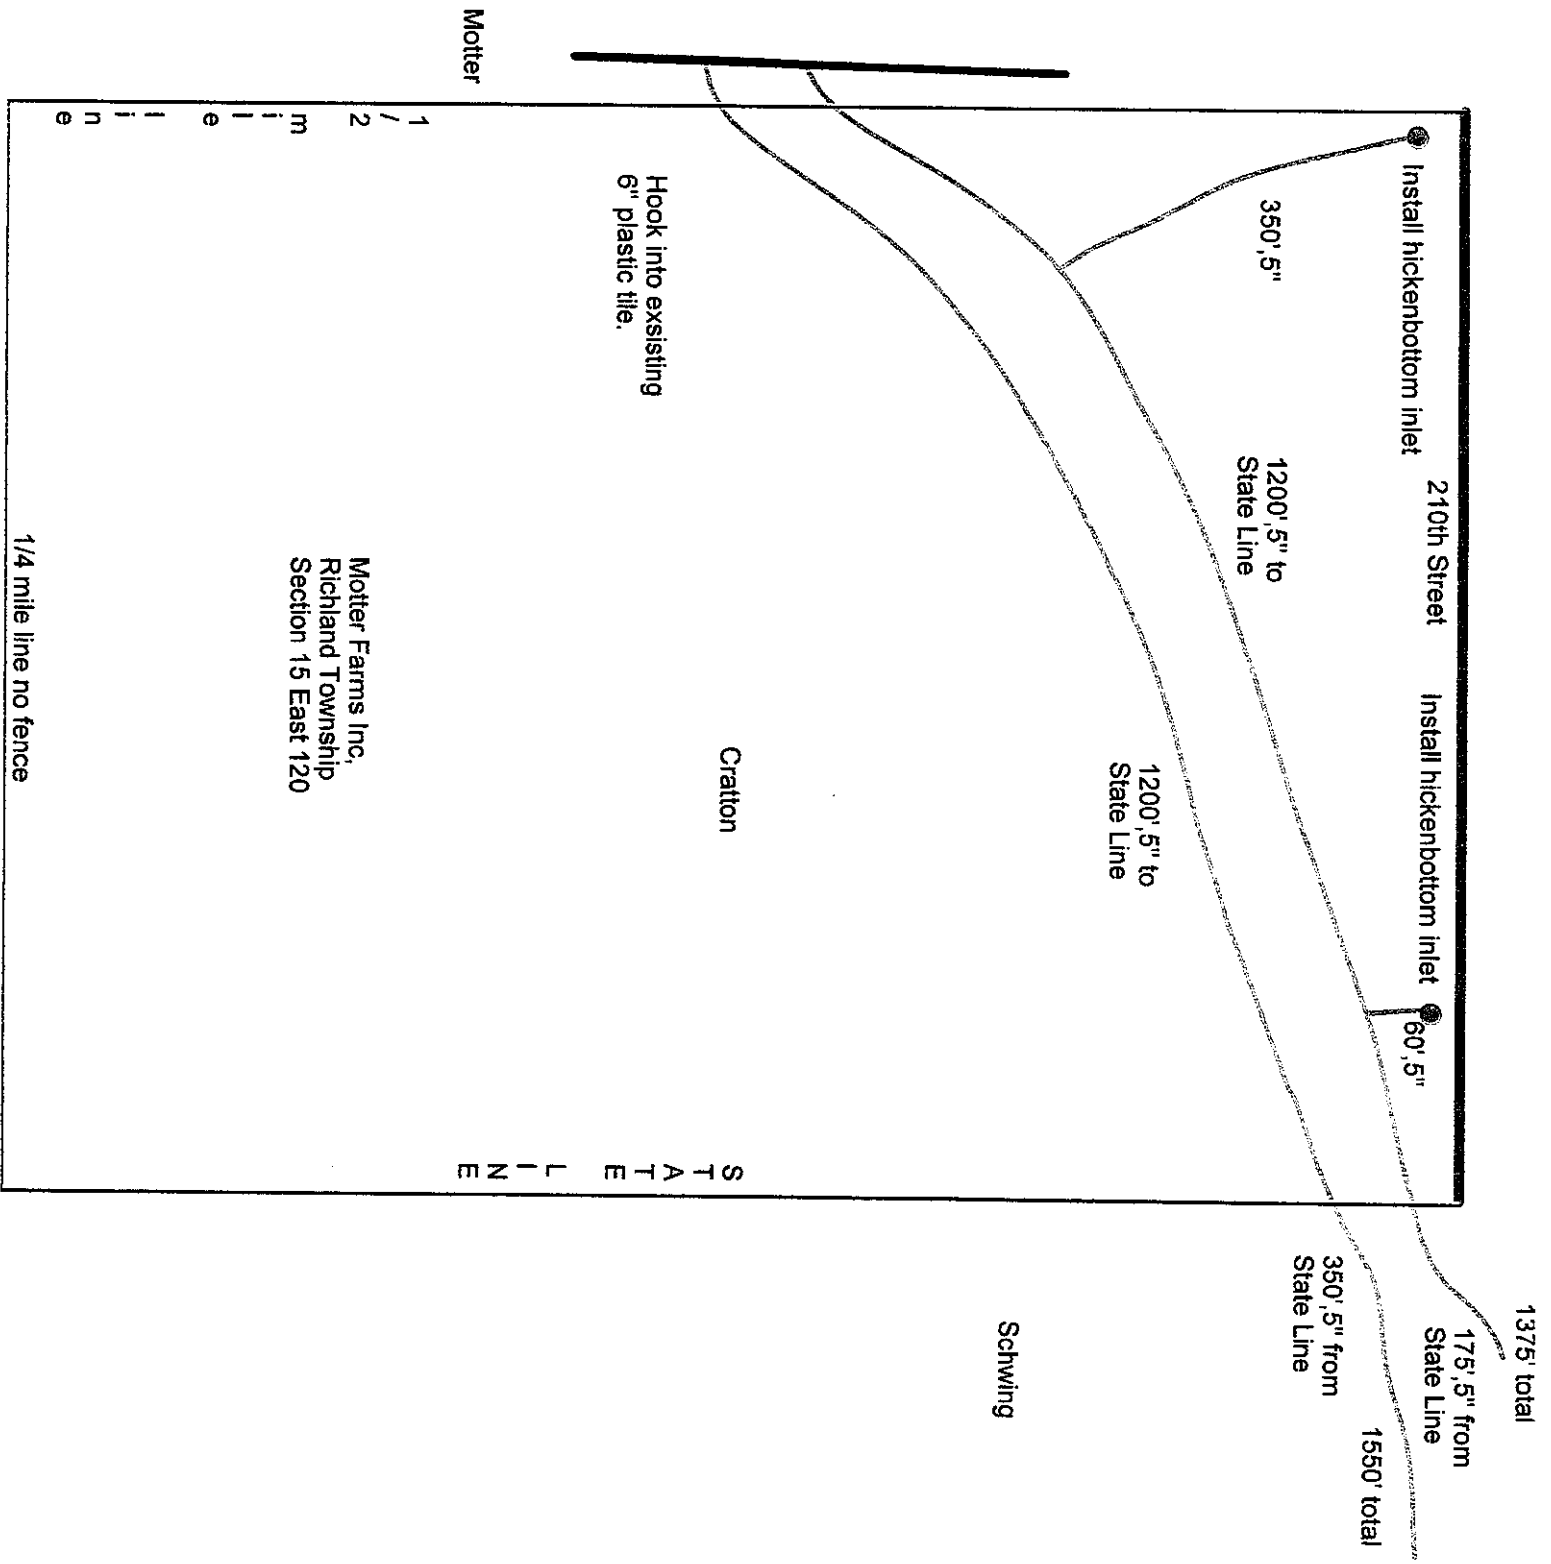 1375' total
175',5" from
State Line
1550' total
350',5" from
State Line
Schwing
210th Street
Install hickenbottom inlet
Install hickenbottom inlet
60',5"
350',5"
1200',5" to
State Line
1200',5" to
State Line
STATE LINE
Cratton
Hook into exsisting
6" plastic tile.
Motter
1/2 mile line
Motter Farms Inc,
Richland Township
Section 15 East 120
1/4 mile line no fence